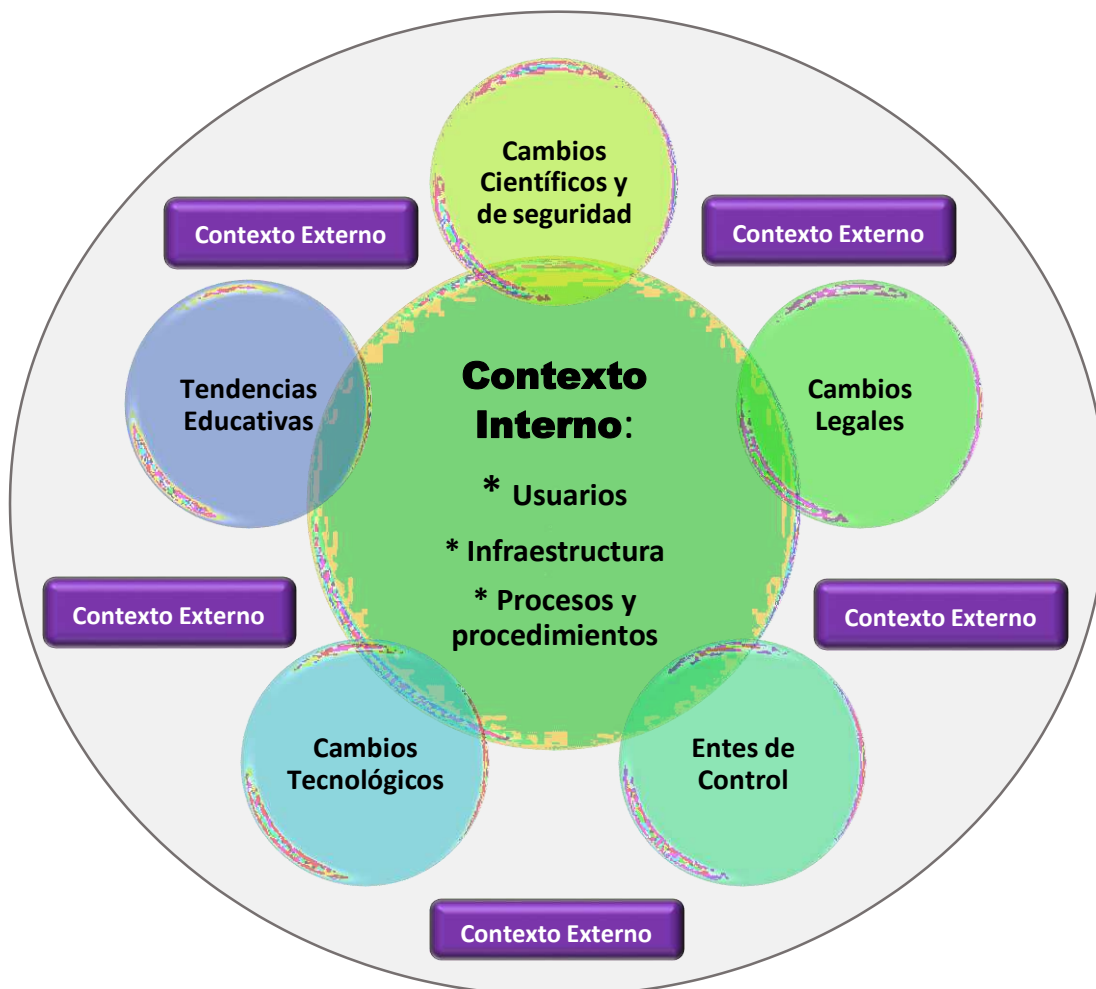 Cambios
Científicos y
de seguridad
Contexto Externo
Contexto Externo
Tendencias
Educativas
Contexto
Interno:
* Usuarios
* Infraestructura
* Procesos y
procedimientos
Cambios
Legales
Contexto Externo
Contexto Externo
Cambios
Tecnológicos
Entes de
Control
Contexto Externo